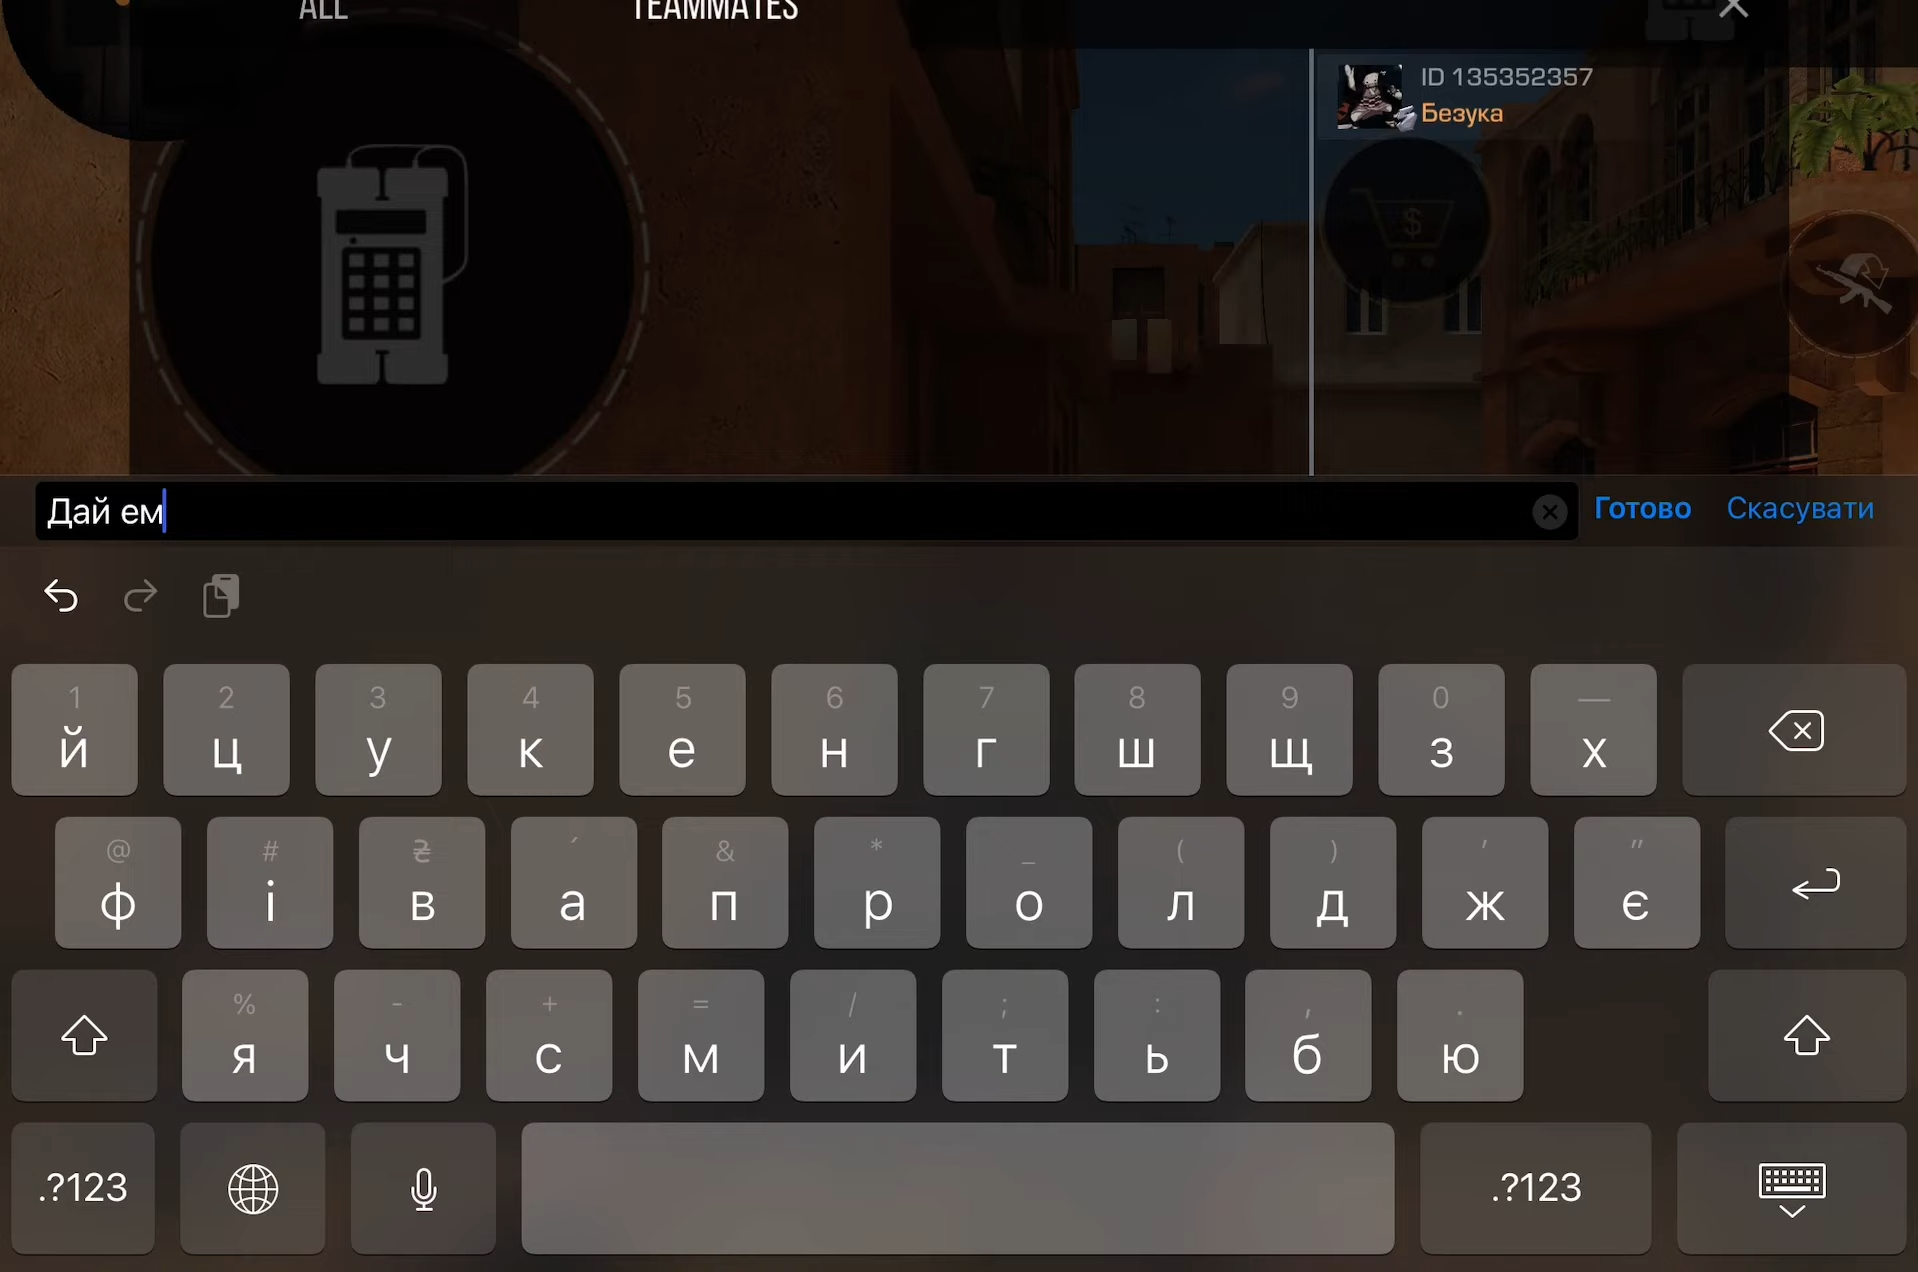 ALL
TEAMMATES
ID 135352357
Безука
$
Дай ем
Готово
Скасувати
1 2 3 4 5 6 7 8 9 0 —
й ц у к е н г ш щ з х
@ # ₴ ´ & * _ ( ) ′ ″
ф і в а п р о л д ж є
% - + = / ; : , .
я ч с м и т ь б ю
.?123
.?123